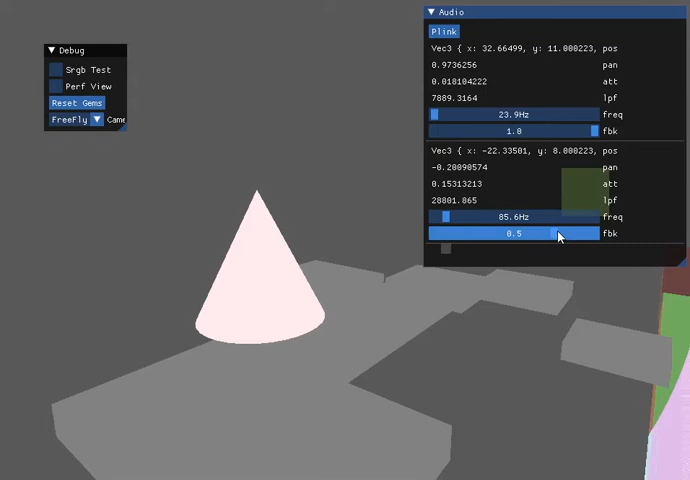 Audio
Plink
Vec3 { x: 32.66499, y: 11.000223, pos
0.9736256 pan
0.018104222 att
7889.3164 lpf
23.9Hz freq
1.0 fbk
Vec3 { x: -22.33501, y: 8.000223, pos
-0.28090574 pan
0.15313213 att
28801.865 lpf
85.6Hz freq
0.5 fbk
Debug
Srgb Test
Perf View
Reset Gems
FreeFly Came